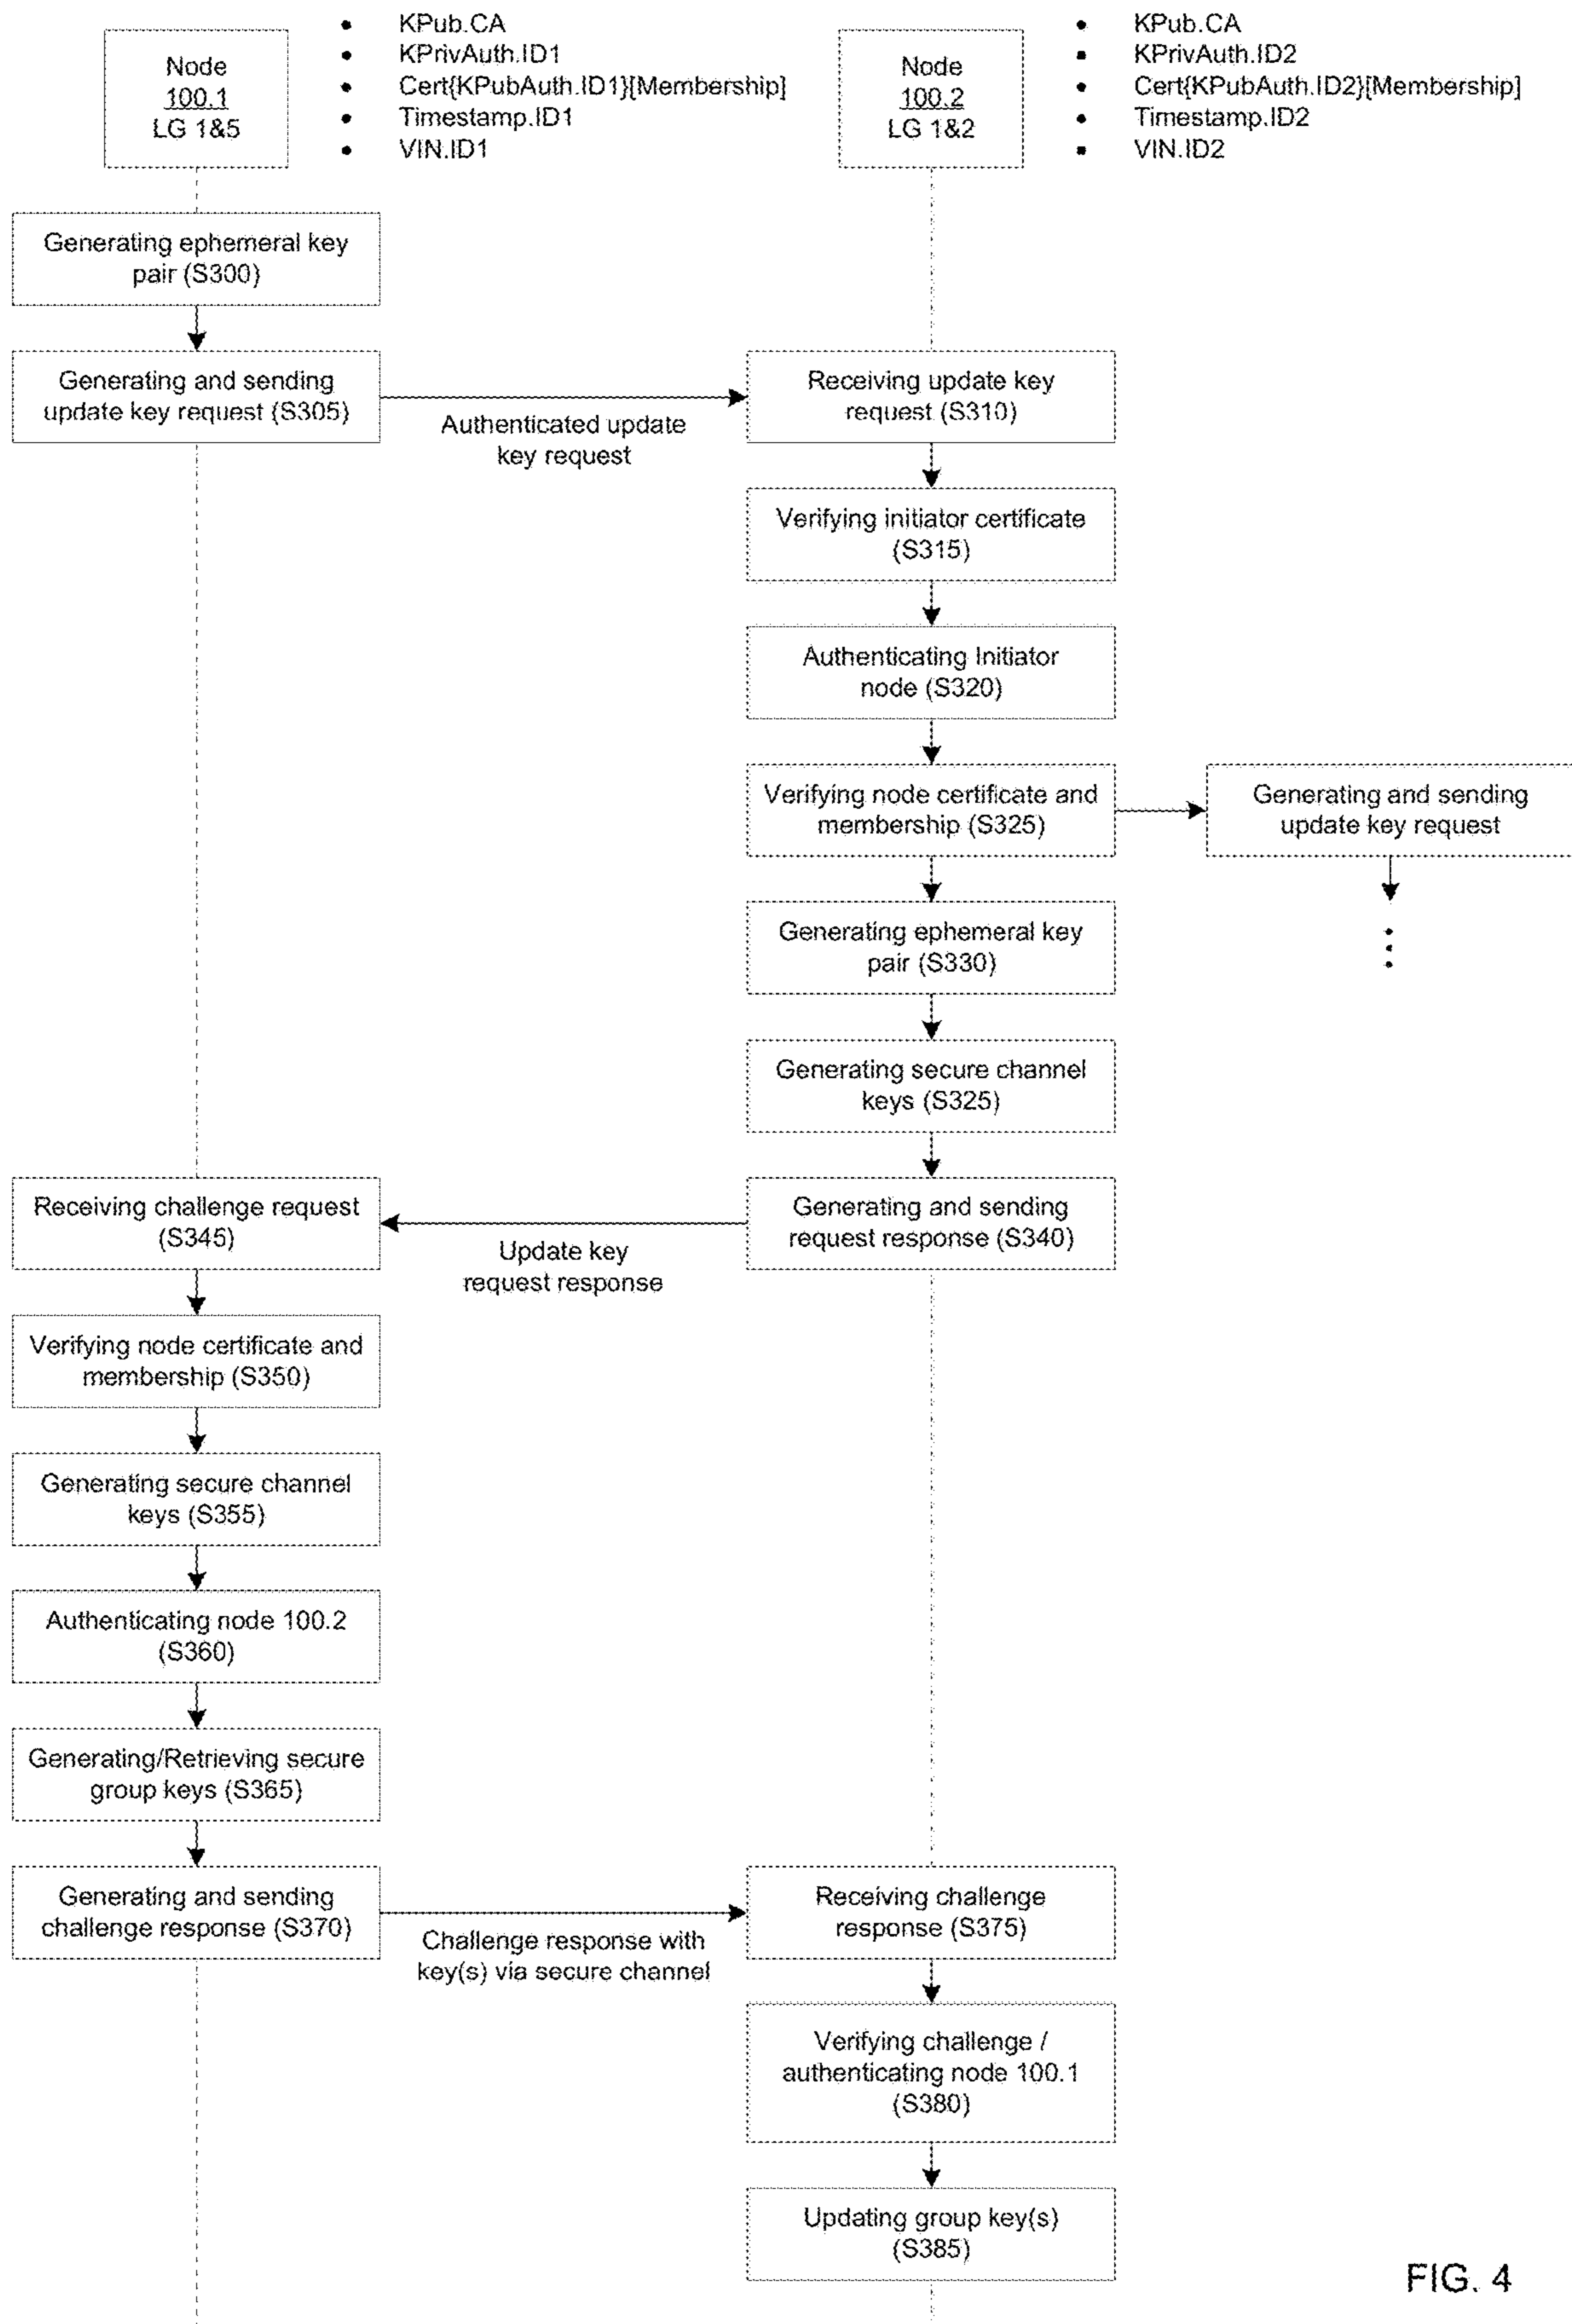 Node
100.1
LG 1&5
• KPub.CA
• KPrivAuth.ID1
• Cert{KPubAuth.ID1}[Membership]
• Timestamp.ID1
• VIN.ID1
Node
100.2
LG 1&2
• KPub.CA
• KPrivAuth.ID2
• Cert{KPubAuth.ID2}[Membership]
• Timestamp.ID2
• VIN.ID2
Generating ephemeral key
pair (S300)
Generating and sending
update key request (S305)
Authenticated update
key request
Receiving update key
request (S310)
Verifying initiator certificate
(S315)
Authenticating Initiator
node (S320)
Verifying node certificate and
membership (S325)
Generating and sending
update key request
Generating ephemeral key
pair (S330)
Generating secure channel
keys (S325)
Generating and sending
request response (S340)
Update key
request response
Receiving challenge request
(S345)
Verifying node certificate and
membership (S350)
Generating secure channel
keys (S355)
Authenticating node 100.2
(S360)
Generating/Retrieving secure
group keys (S365)
Generating and sending
challenge response (S370)
Challenge response with
key(s) via secure channel
Receiving challenge
response (S375)
Verifying challenge /
authenticating node 100.1
(S380)
Updating group key(s)
(S385)
FIG. 4